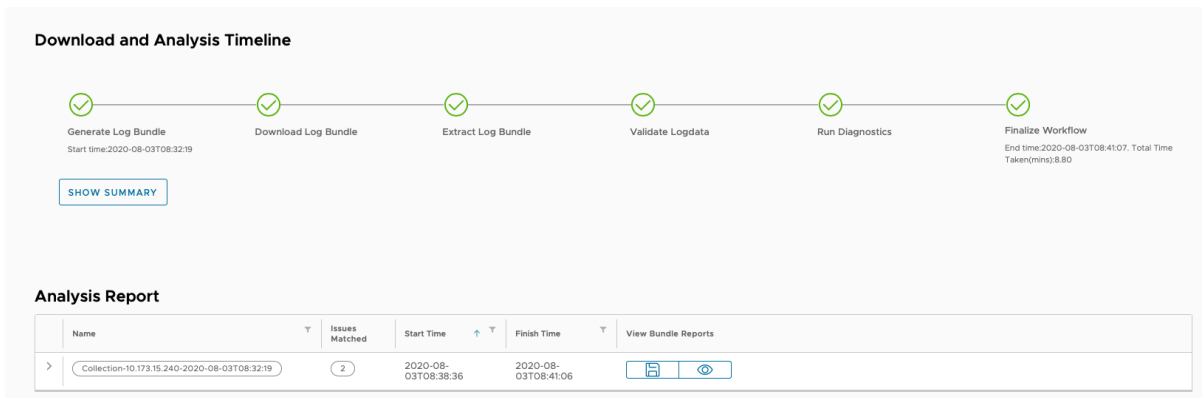 Download and Analysis Timeline
Generate Log Bundle
Start time:2020-08-03T08:32:19
Download Log Bundle
Extract Log Bundle
Validate Logdata
Run Diagnostics
Finalize Workflow
End time:2020-08-03T08:41:07. Total Time
Taken(mins):8.80
SHOW SUMMARY
Analysis Report
Name
Issues
Matched
Start Time
Finish Time
View Bundle Reports
Collection-10.173.15.240-2020-08-03T08:32:19
2
2020-08-
03T08:38:36
2020-08-
03T08:41:06